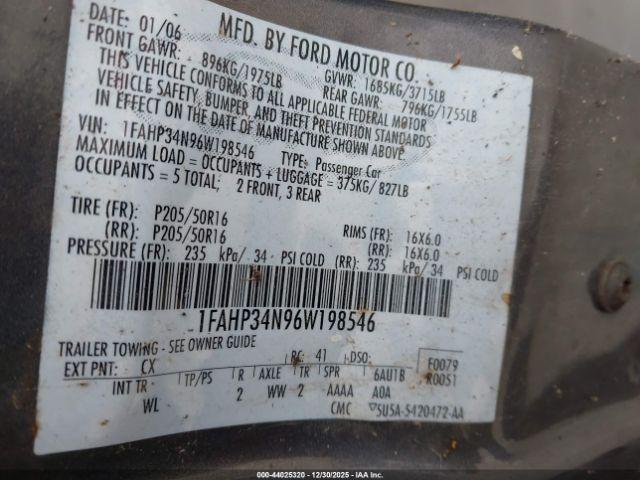 MFD. BY FORD MOTOR CO.
DATE: 01/06
FRONT GAWR: 896KG/1975LB
GVWR: 1685KG/3715LB
REAR GAWR: 796KG/1755LB
THIS VEHICLE CONFORMS TO ALL APPLICABLE FEDERAL MOTOR
VEHICLE SAFETY, BUMPER, AND THEFT PREVENTION STANDARDS
IN EFFECT ON THE DATE OF MANUFACTURE SHOWN ABOVE.
VIN: 1FAHP34N96W198546 TYPE: Passenger Car
MAXIMUM LOAD = OCCUPANTS + LUGGAGE = 375KG/ 827LB
OCCUPANTS = 5 TOTAL; 2 FRONT, 3 REAR
TIRE (FR): P205/50R16 RIMS (FR): 16X6.0
(RR): P205/50R16 (RR): 16X6.0
PRESSURE (FR): 235 kPa/ 34 PSI COLD (RR): 235 kPa/ 34 PSI COLD
1FAHP34N96W198546
TRAILER TOWING - SEE OWNER GUIDE
EXT PNT: CX RC: 41 DSO: F0079
R0051
INT TR TP/PS R AXLE TR SPR 6AU1B
WL 2 WW 2 AAAA A0A
CMC 5U5A-5420472-AA
© - 44025320 - 12/30/2025 - IAA Inc.